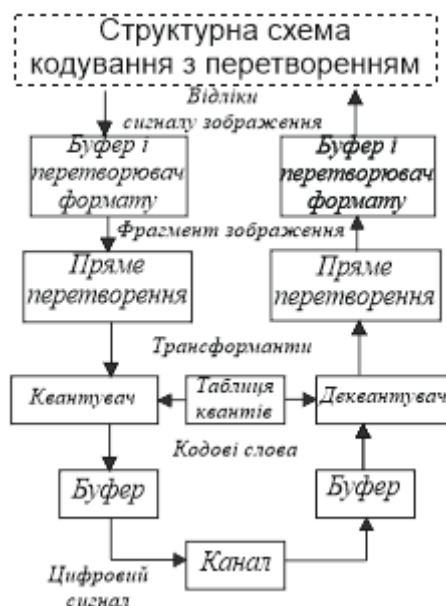 Структурна схема
кодування з перетворенням
Відліки
сигналу зображення
Буфер і
перетворювач
формату
Буфер і
перетворювач
формату
Фрагмент зображення
Пряме
перетворення
Пряме
перетворення
Трансформанти
Квантувач
Таблиця
квантів
Деквантувач
Кодові слова
Буфер
Буфер
Канал
Цифровий
сигнал